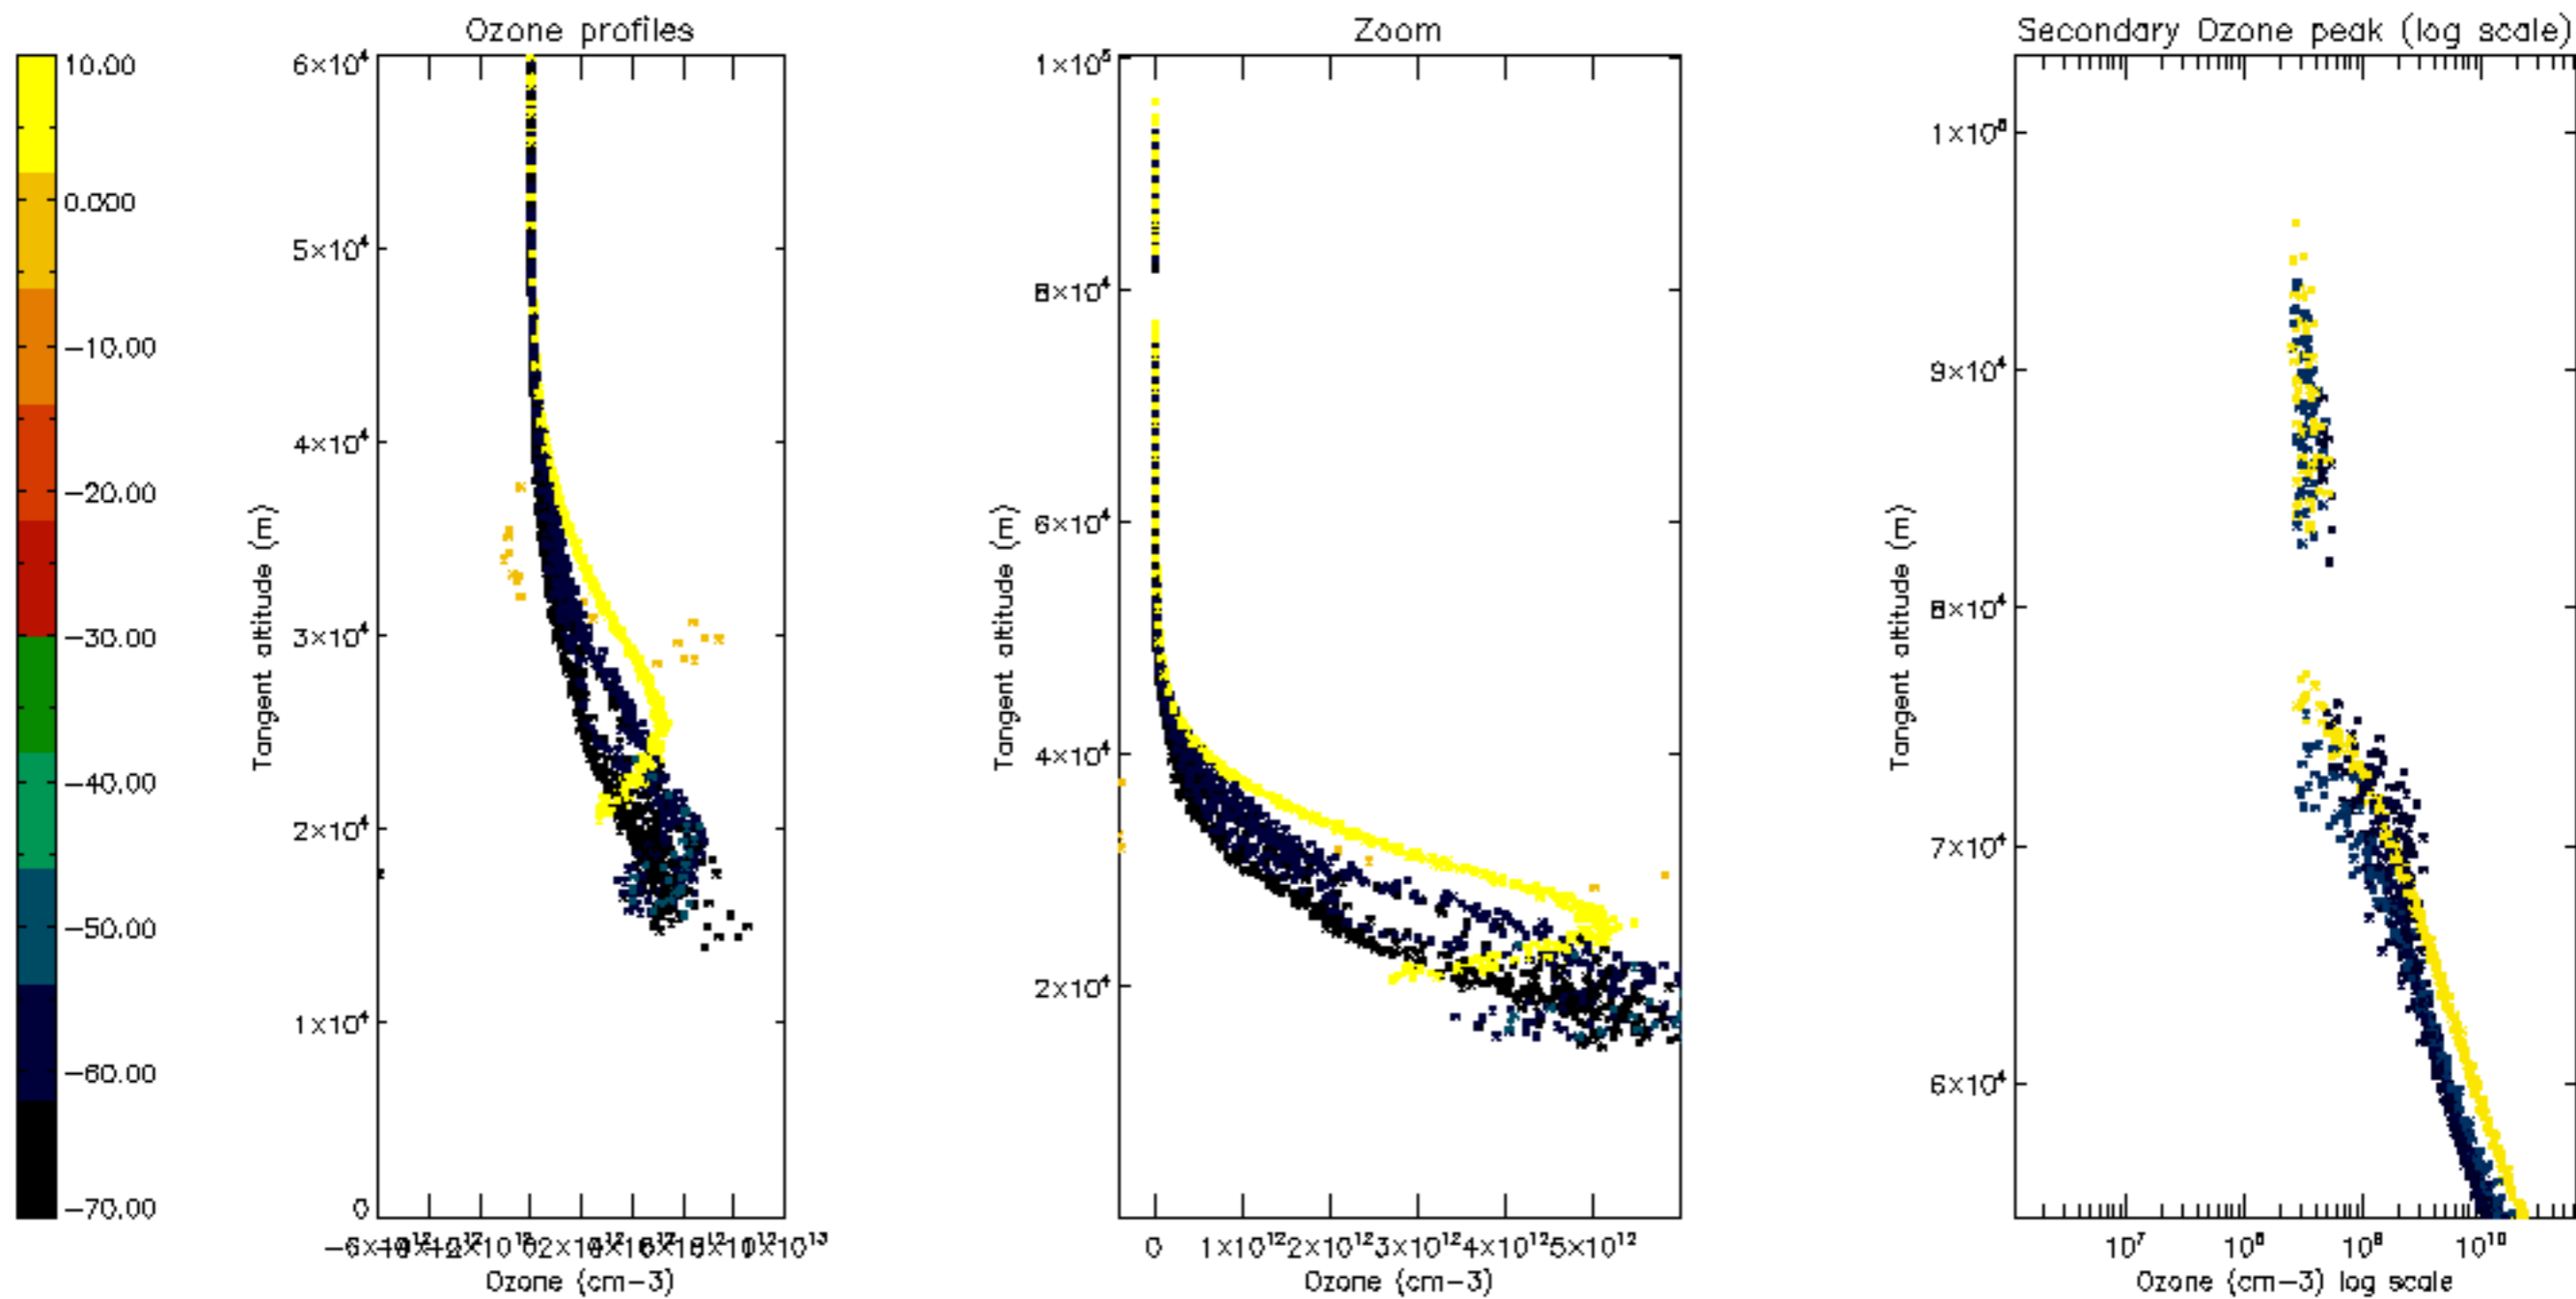 Ozone profiles
Zoom
Secondary Ozone peak (log scale)
10.00
0.000
−10.00
−20.00
−30.00
−40.00
−50.00
−60.00
−70.00
6×10⁴
5×10⁴
4×10⁴
3×10⁴
2×10⁴
1×10⁴
0
Tangent altitude (m)
Ozone (cm−3)
1×10⁵
8×10⁴
6×10⁴
4×10⁴
2×10⁴
Tangent altitude (m)
0 1×10¹² 2×10¹² 3×10¹² 4×10¹² 5×10¹²
Ozone (cm−3)
1×10⁵
9×10⁴
8×10⁴
7×10⁴
6×10⁴
Tangent altitude (m)
10⁷ 10⁸ 10⁹ 10¹⁰
Ozone (cm−3) log scale